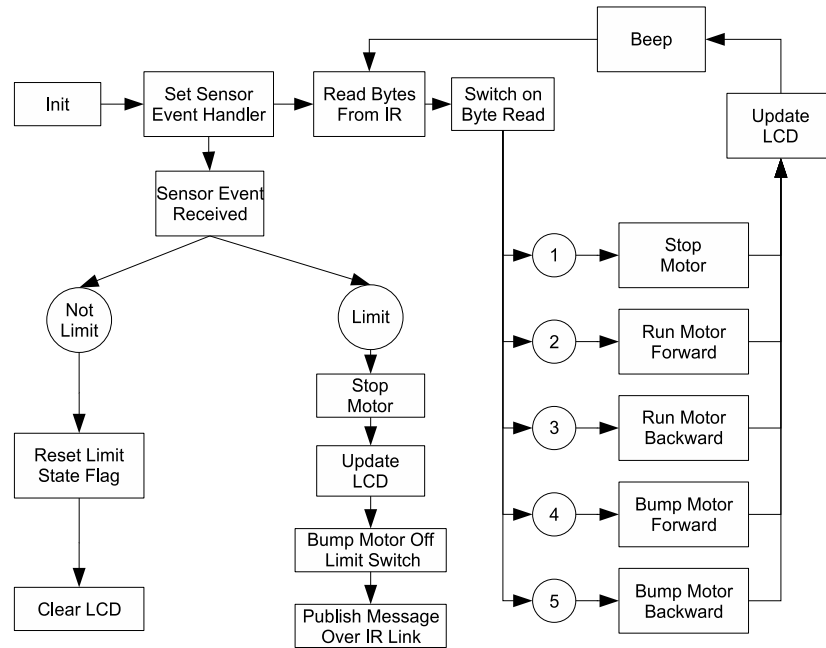 Beep
Init
Set Sensor
Event Handler
Read Bytes
From IR
Switch on
Byte Read
Update
LCD
Sensor Event
Received
Not
Limit
Limit
Stop
Motor
Update
LCD
Bump Motor Off
Limit Switch
Publish Message
Over IR Link
Reset Limit
State Flag
Clear LCD
1
Stop
Motor
2
Run Motor
Forward
3
Run Motor
Backward
4
Bump Motor
Forward
5
Bump Motor
Backward